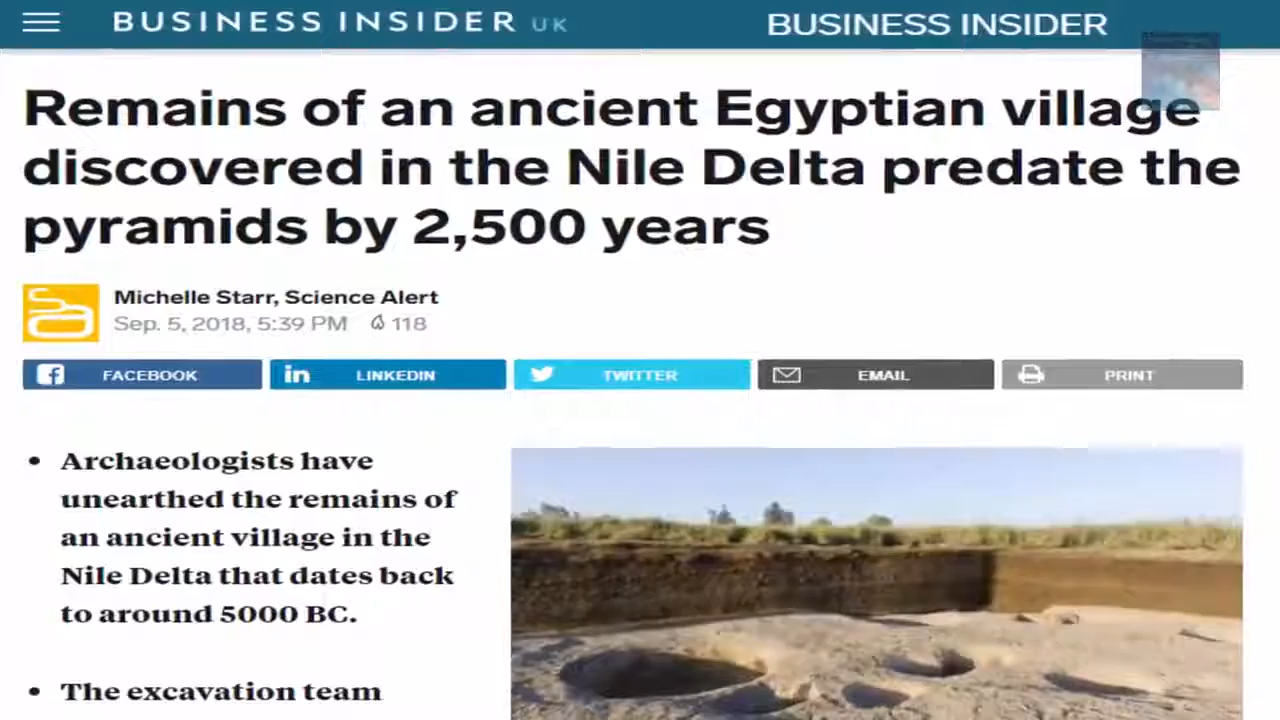 BUSINESS INSIDER UK
BUSINESS INSIDER
Remains of an ancient Egyptian village
discovered in the Nile Delta predate the
pyramids by 2,500 years
Michelle Starr, Science Alert
Sep. 5, 2018, 5:39 PM 118
FACEBOOK
LINKEDIN
TWITTER
EMAIL
PRINT
• Archaeologists have
unearthed the remains of
an ancient village in the
Nile Delta that dates back
to around 5000 BC.
• The excavation team